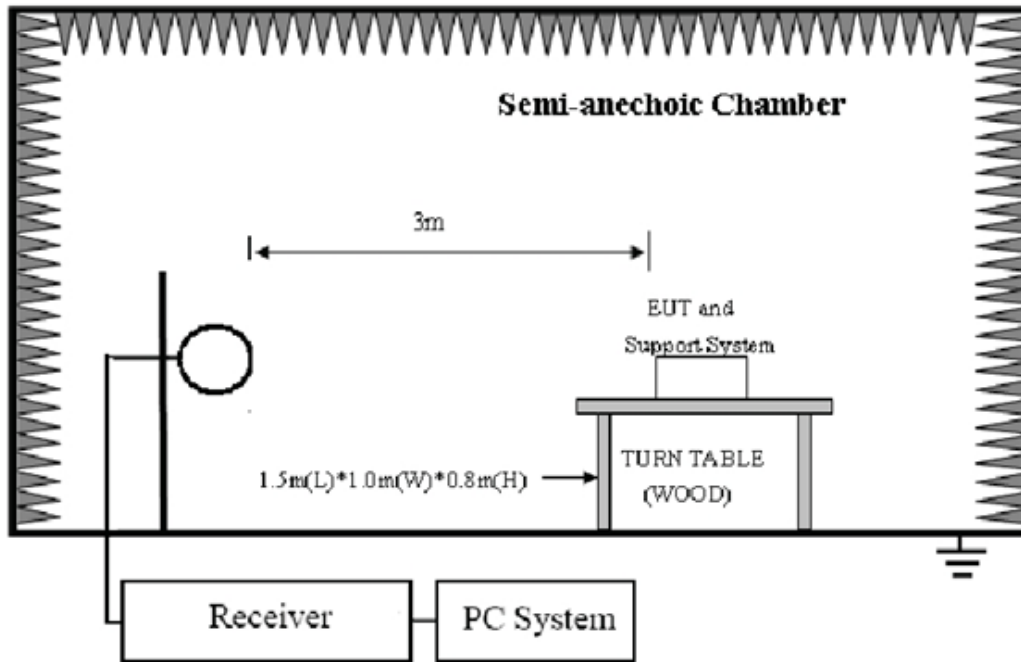 Semi-anechoic Chamber
3m
EUT and
Support System
1.5m(L)*1.0m(W)*0.8m(H)
TURN TABLE
(WOOD)
Receiver
PC System